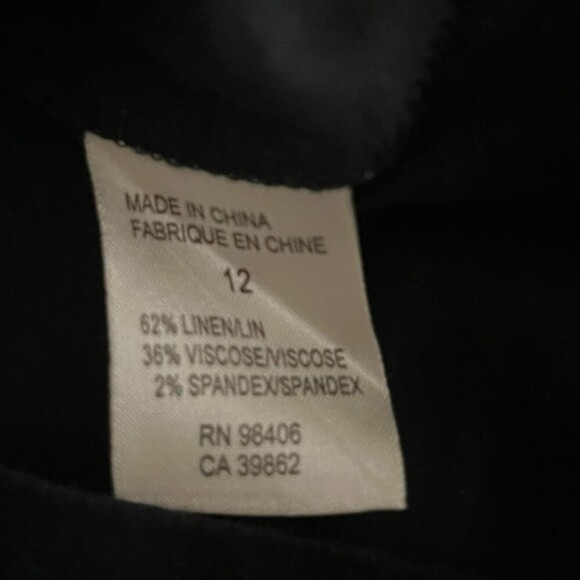 MADE IN CHINA
FABRIQUE EN CHINE
12
62% LINEN/LIN
36% VISCOSE/VISCOSE
2% SPANDEX/SPANDEX
RN 98406
CA 39862